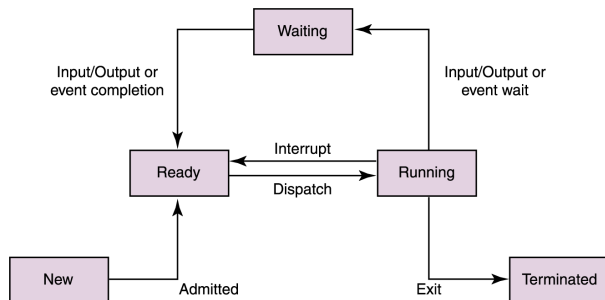 Waiting
Input/Output or
event completion
Input/Output or
event wait
Interrupt
Ready
Running
Dispatch
New
Admitted
Exit
Terminated